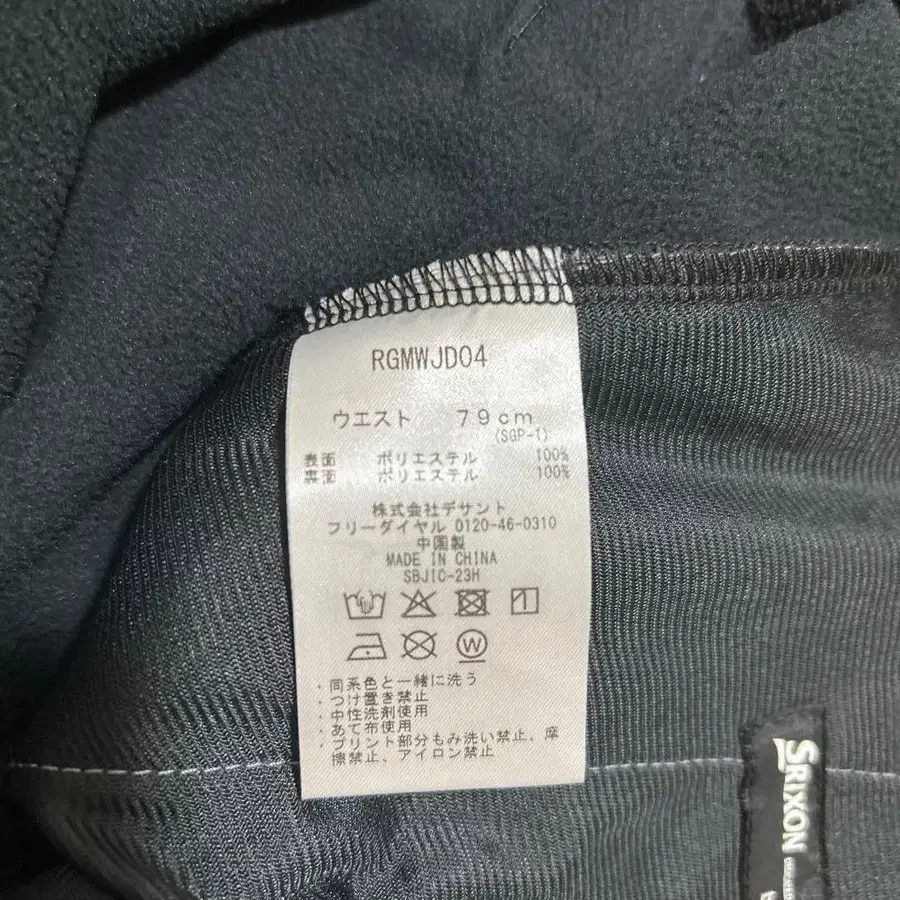 RGMWJD04
ウエスト 79cm
(SGP-T)
表面 ポリエステル 100%
裏面 ポリエステル 100%
株式会社デサント
フリーダイヤル 0120-46-0310
中国製
MADE IN CHINA
SBJIC-23H
W
・同系色と一緒に洗う
・つけ置き禁止
・中性洗剤使用
・あて布使用
・プリント部分もみ洗い禁止、摩
擦禁止、アイロン禁止
SRIXON